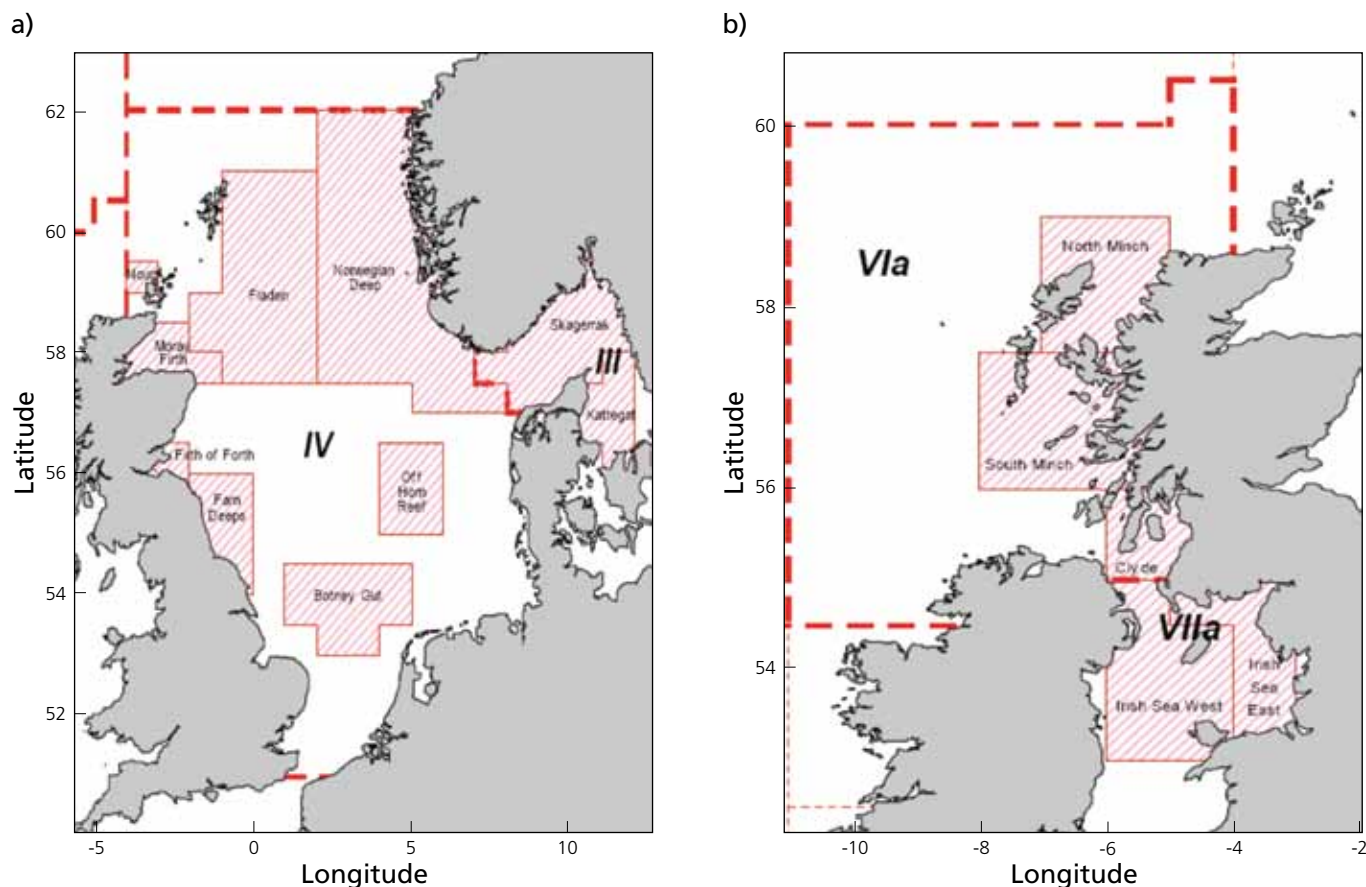 a)
62
60
58
56
54
52
-5
0
5
10
Latitude
Longitude
Noup
Fladen
Norwegian
Deep
Moray
Firth
Skagerrak
III
Kattegat
IV
Firth of Forth
Farn
Deeps
Off
Horn
Reef
Botney Gut
b)
60
58
56
54
-10
-8
-6
-4
-2
Latitude
Longitude
VIa
North Minch
South Minch
Clyde
VIIa
Irish Sea West
Irish
Sea
East